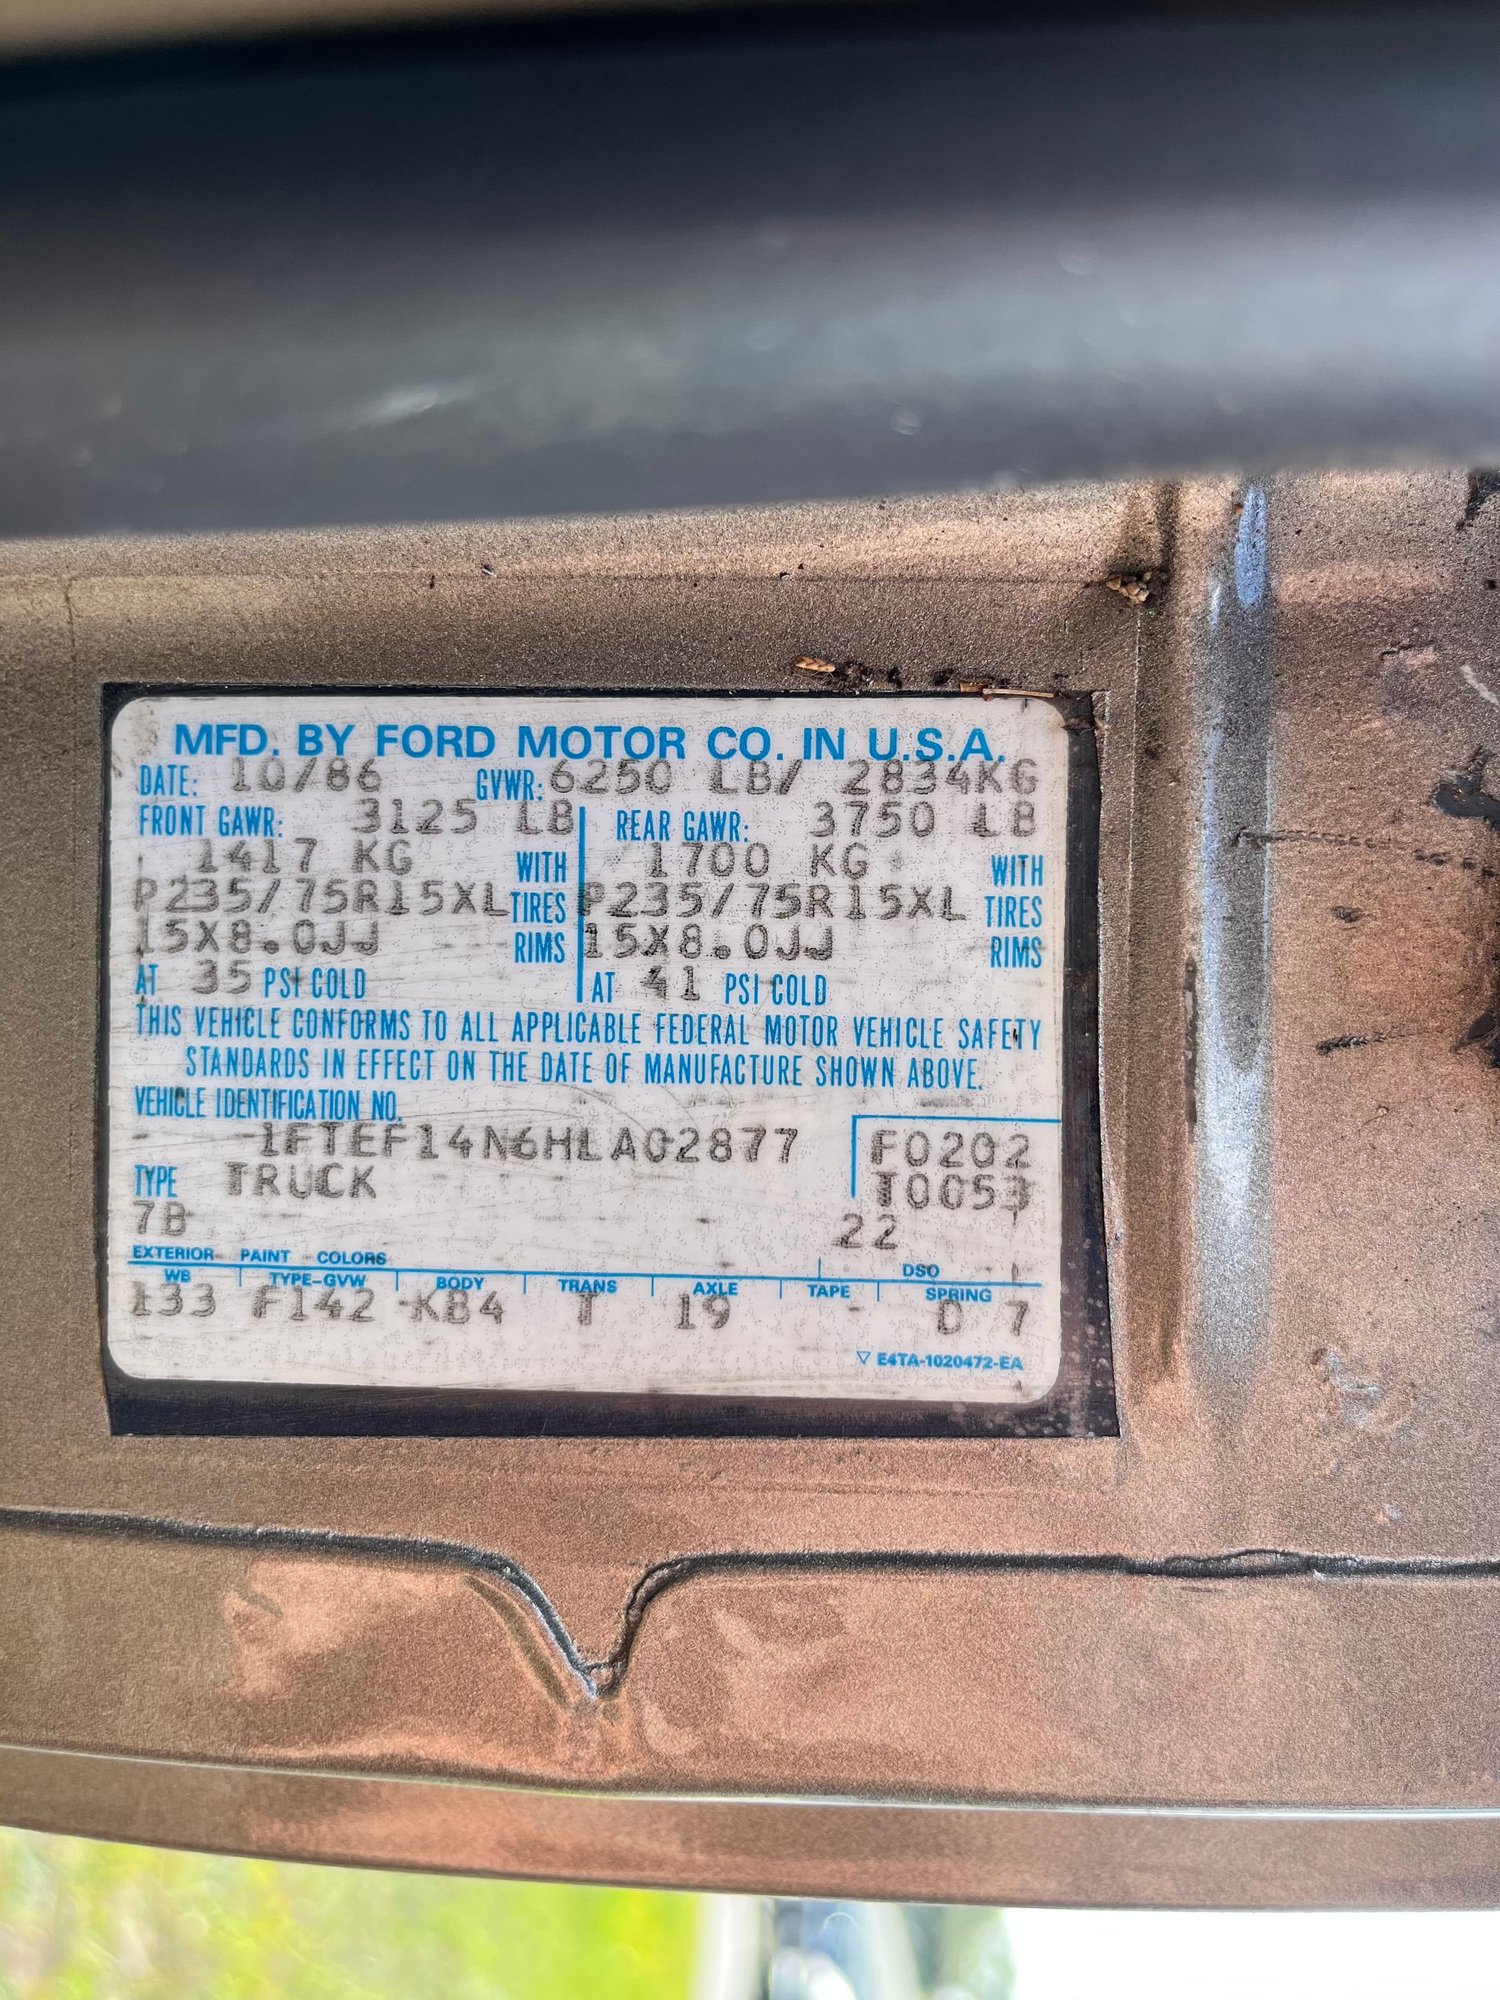 MFD. BY FORD MOTOR CO. IN U.S.A.
DATE: 10/86 GVWR: 6250 LB/ 2834KG
FRONT GAWR: 3125 LB REAR GAWR: 3750 LB
1417 KG WITH 1700 KG WITH
P235/75R15XL TIRES P235/75R15XL TIRES
15X8.0JJ RIMS 15X8.0JJ RIMS
AT 35 PSI COLD AT 41 PSI COLD
THIS VEHICLE CONFORMS TO ALL APPLICABLE FEDERAL MOTOR VEHICLE SAFETY
STANDARDS IN EFFECT ON THE DATE OF MANUFACTURE SHOWN ABOVE.
VEHICLE IDENTIFICATION NO.
1FTEF14N6HLA02877 F0202
TYPE TRUCK T0053
7B 22
EXTERIOR PAINT COLORS DSO
WB TYPE-GVW BODY TRANS AXLE TAPE SPRING
133 F142 KB4 T 19 - D 7
▽ E4TA-1020472-EA